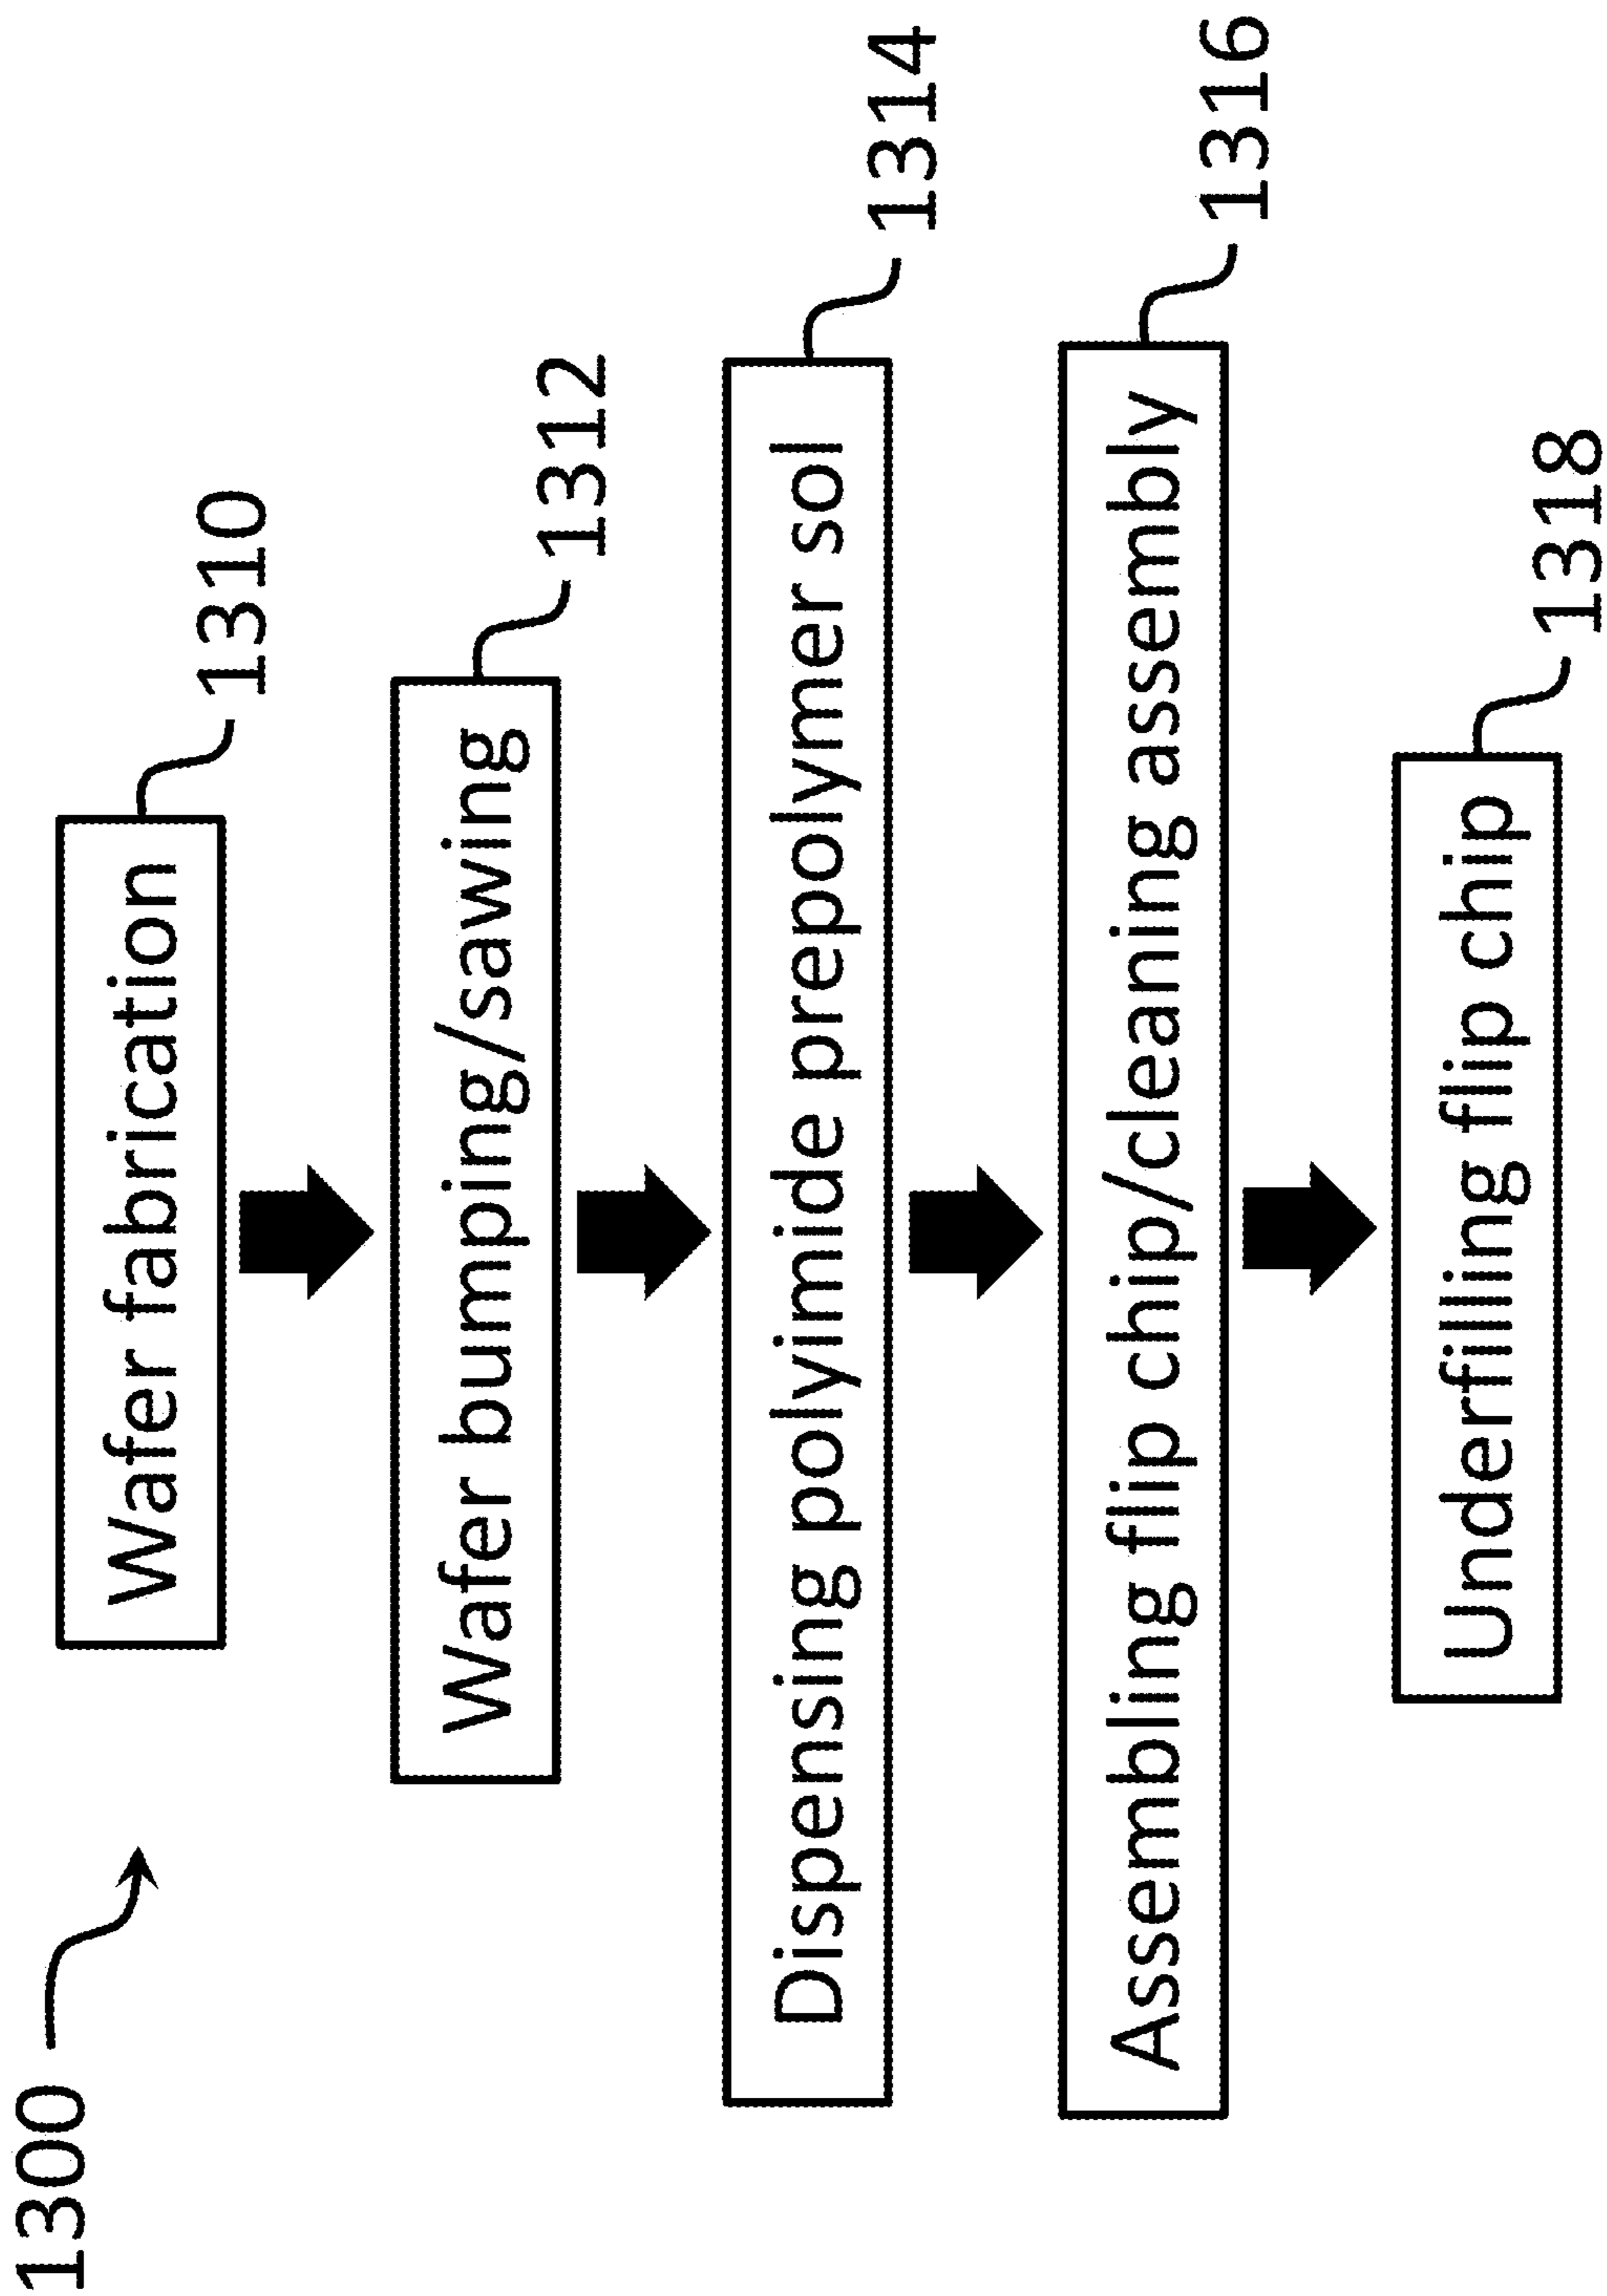 1300
Wafer fabrication
1310
Wafer bumping/sawing
1312
Dispensing polyimide prepolymer sol
1314
Assembling flip chip/cleaning assembly
1316
Underfilling flip chip
1318